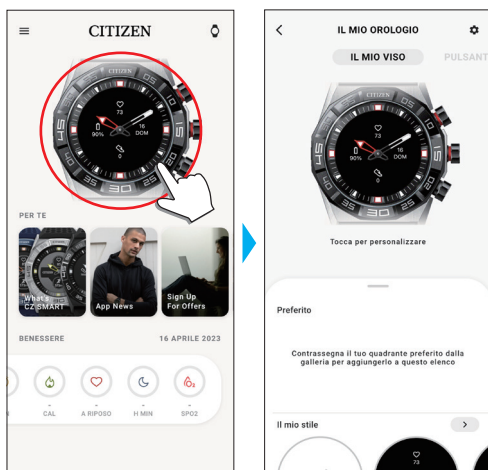 CITIZEN
CITIZEN
73
90%
16
DOM
0
PER TE
What's
CZ SMART
App News
Sign Up
For Offers
BENESSERE
16 APRILE 2023
CAL
A RIPOSO
H MIN
SPO2
IL MIO OROLOGIO
IL MIO VISO
PULSANT
CITIZEN
73
90%
16
DOM
0
Tocca per personalizzare
Preferito
Contrassegna il tuo quadrante preferito dalla
galleria per aggiungerlo a questo elenco
Il mio stile
73